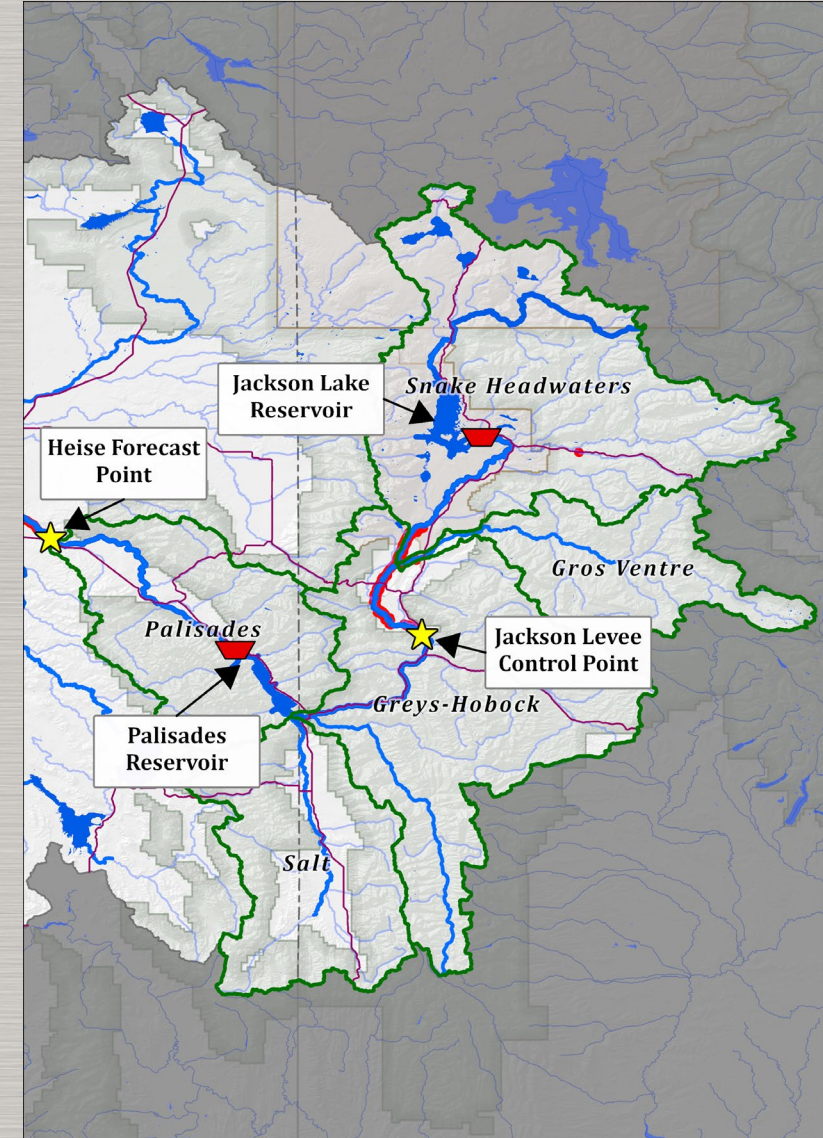 Jackson Lake
Reservoir
Snake Headwaters
Heise Forecast
Point
Gros Ventre
Palisades
Jackson Levee
Control Point
Greys-Hobock
Palisades
Reservoir
Salt